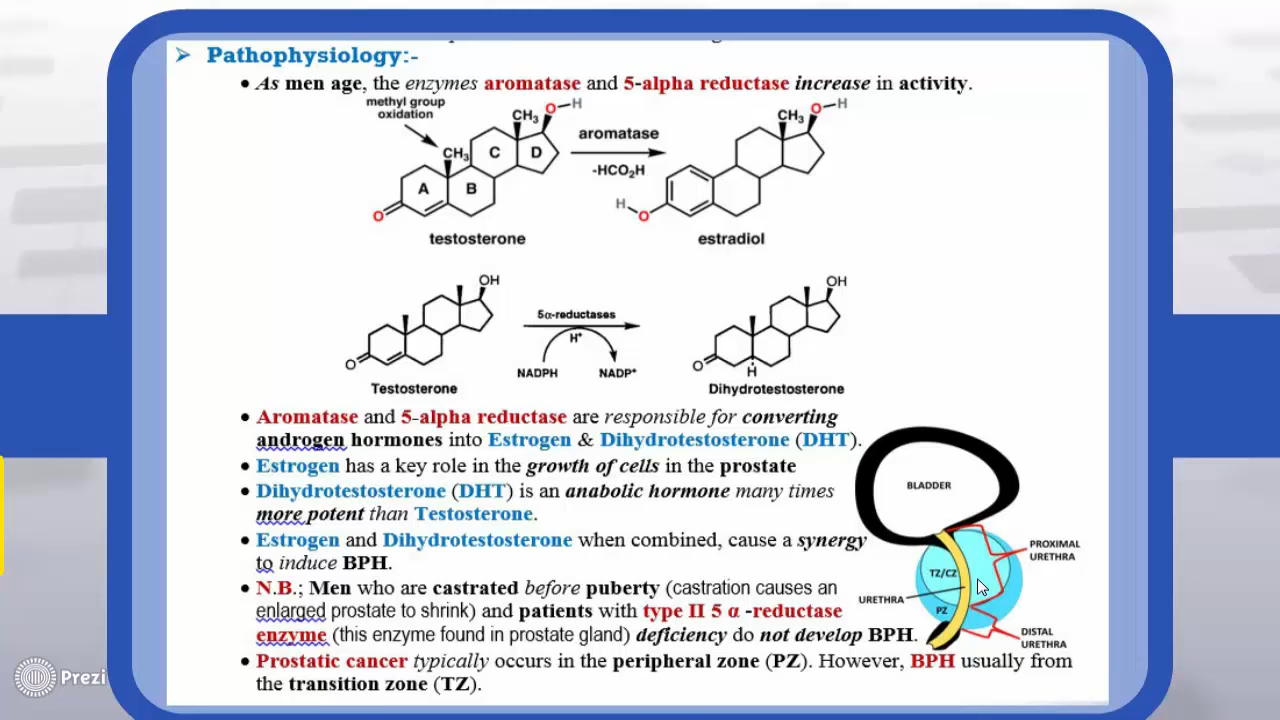 ➤ Pathophysiology:-
• As men age, the enzymes aromatase and 5-alpha reductase increase in activity.
methyl group
oxidation
CH3
CH3
O-H
A
B
C
D
testosterone
aromatase
-HCO2H
CH3
O-H
H
O
estradiol
O
OH
O
Testosterone
5α-reductases
H+
NADPH
NADP+
OH
O
H
Dihydrotestosterone
• Aromatase and 5-alpha reductase are responsible for converting
androgen hormones into Estrogen & Dihydrotestosterone (DHT).
• Estrogen has a key role in the growth of cells in the prostate
• Dihydrotestosterone (DHT) is an anabolic hormone many times
more potent than Testosterone.
• Estrogen and Dihydrotestosterone when combined, cause a synergy
to induce BPH.
• N.B.; Men who are castrated before puberty (castration causes an
enlarged prostate to shrink) and patients with type II 5 α -reductase
enzyme (this enzyme found in prostate gland) deficiency do not develop BPH.
• Prostatic cancer typically occurs in the peripheral zone (PZ). However, BPH usually from
the transition zone (TZ).
BLADDER
PROXIMAL
URETHRA
TZ/CZ
URETHRA
PZ
DISTAL
URETHRA
Prezi